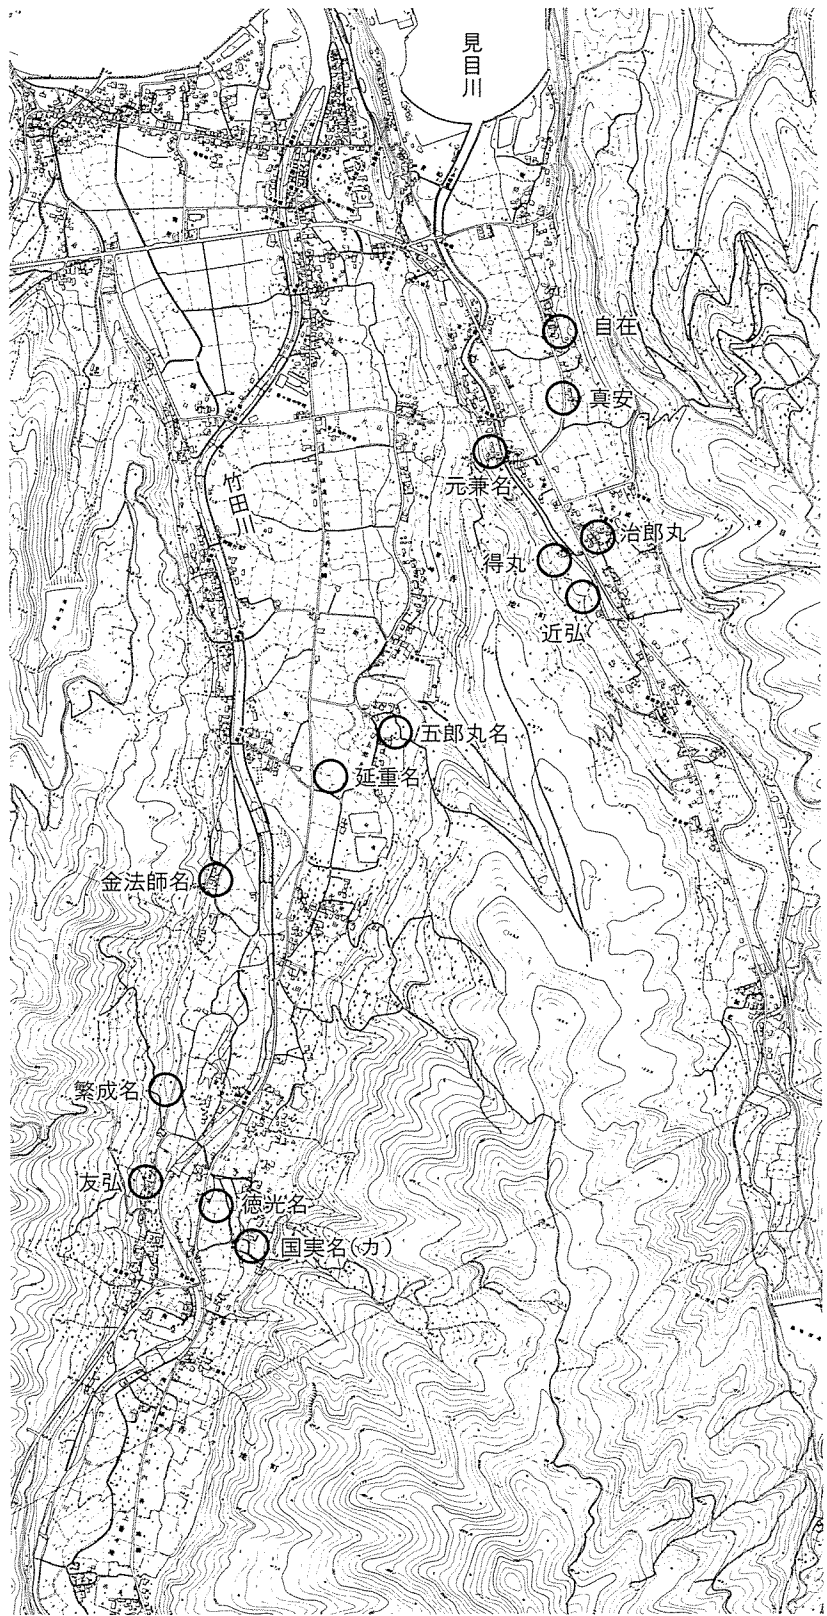 見目川
自在
真安
元兼名
竹田川
治郎丸
得丸
近弘
五郎丸名
延重名
金法師名
繁成名
友弘
徳光名
国実名(カ)